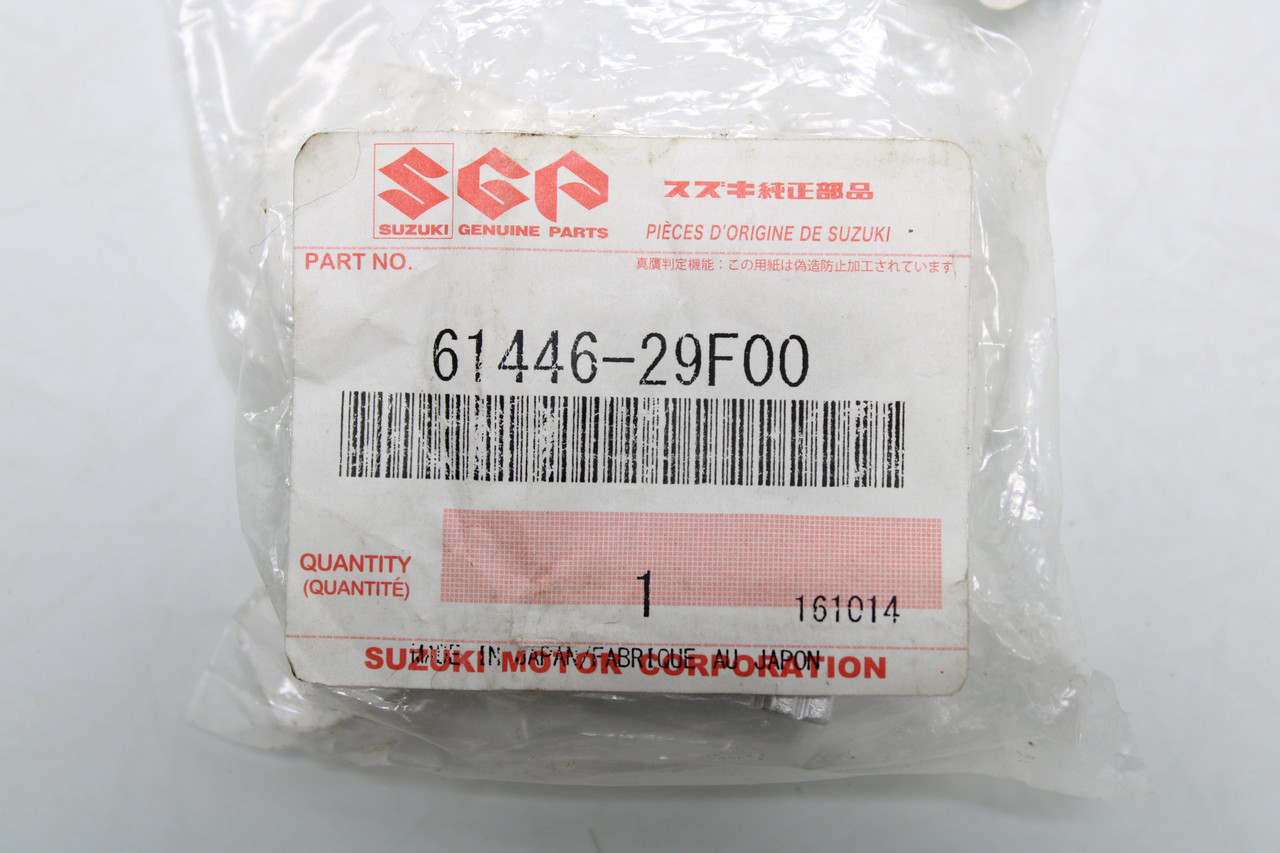 SGP
SUZUKI GENUINE PARTS
スズキ純正部品
PIÈCES D'ORIGINE DE SUZUKI
PART NO.
真贋判定機能：この用紙は偽造防止加工されています。
61446-29F00
QUANTITY
(QUANTITÉ)
1
161014
MADE IN JAPAN/FABRIQUE AU JAPON
SUZUKI MOTOR CORPORATION